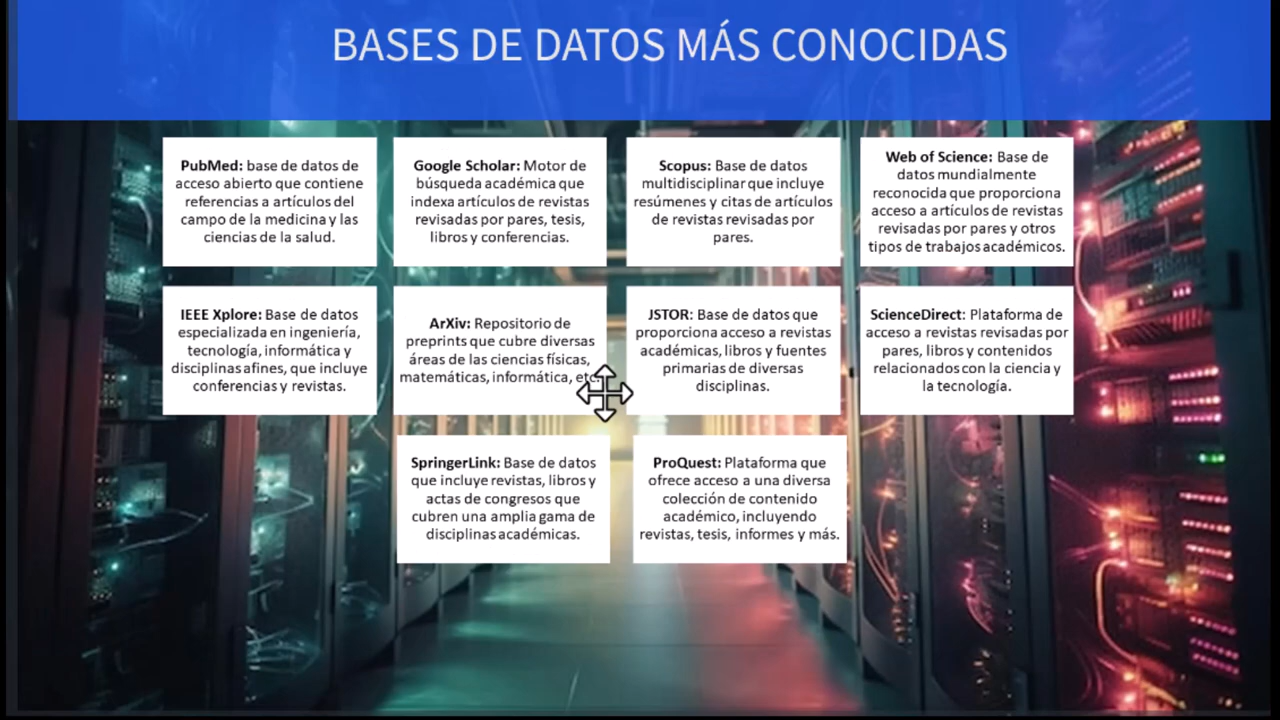 BASES DE DATOS MÁS CONOCIDAS
PubMed: base de datos de
acceso abierto que contiene
referencias a artículos del
campo de la medicina y las
ciencias de la salud.
Google Scholar: Motor de
búsqueda académica que
indexa artículos de revistas
revisadas por pares, tesis,
libros y conferencias.
Scopus: Base de datos
multidisciplinar que incluye
resúmenes y citas de artículos
de revistas revisadas por
pares.
Web of Science: Base de
datos mundialmente
reconocida que proporciona
acceso a artículos de revistas
revisadas por pares y otros
tipos de trabajos académicos.
IEEE Xplore: Base de datos
especializada en ingeniería,
tecnología, informática y
disciplinas afines, que incluye
conferencias y revistas.
ArXiv: Repositorio de
preprints que cubre diversas
áreas de las ciencias físicas,
matemáticas, informática, etc.
JSTOR: Base de datos que
proporciona acceso a revistas
académicas, libros y fuentes
primarias de diversas
disciplinas.
ScienceDirect: Plataforma de
acceso a revistas revisadas por
pares, libros y contenidos
relacionados con la ciencia y
la tecnología.
SpringerLink: Base de datos
que incluye revistas, libros y
actas de congresos que
cubren una amplia gama de
disciplinas académicas.
ProQuest: Plataforma que
ofrece acceso a una diversa
colección de contenido
académico, incluyendo
revistas, tesis, informes y más.